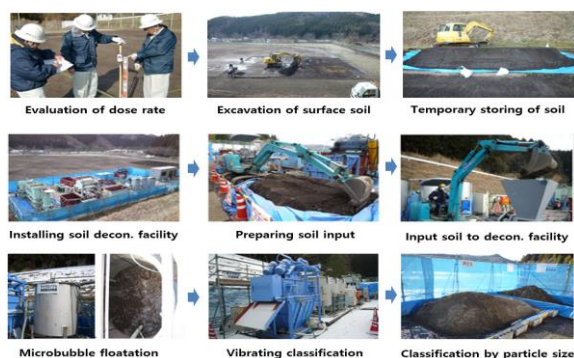 Evaluation of dose rate
Excavation of surface soil
Temporary storing of soil
Installing soil decon. facility
Preparing soil input
Input soil to decon. facility
Microbubble floatation
Vibrating classification
Classification by particle size